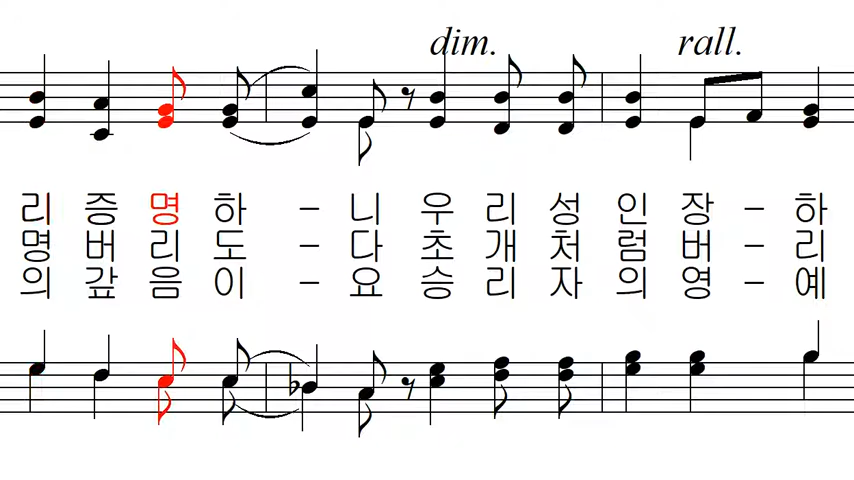 dim. rall.
리 증 명 하 - 니 우 리 성 인 장 - 하
명 버 리 도 - 다 초 개 처 럼 버 - 리
의 갚 음 이 - 요 승 리 자 의 영 - 예